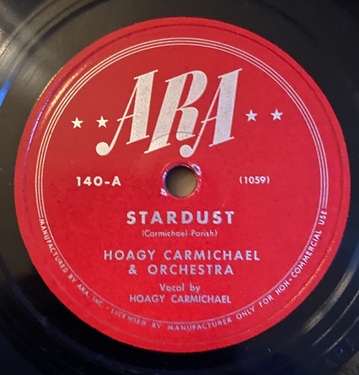 ARA
140-A (1059)
STARDUST
(Carmichael-Parish)
HOAGY CARMICHAEL
& ORCHESTRA
Vocal by
HOAGY CARMICHAEL
MANUFACTURED BY ARA, INC. - LICENSED BY MANUFACTURER ONLY FOR NON-COMMERCIAL USE